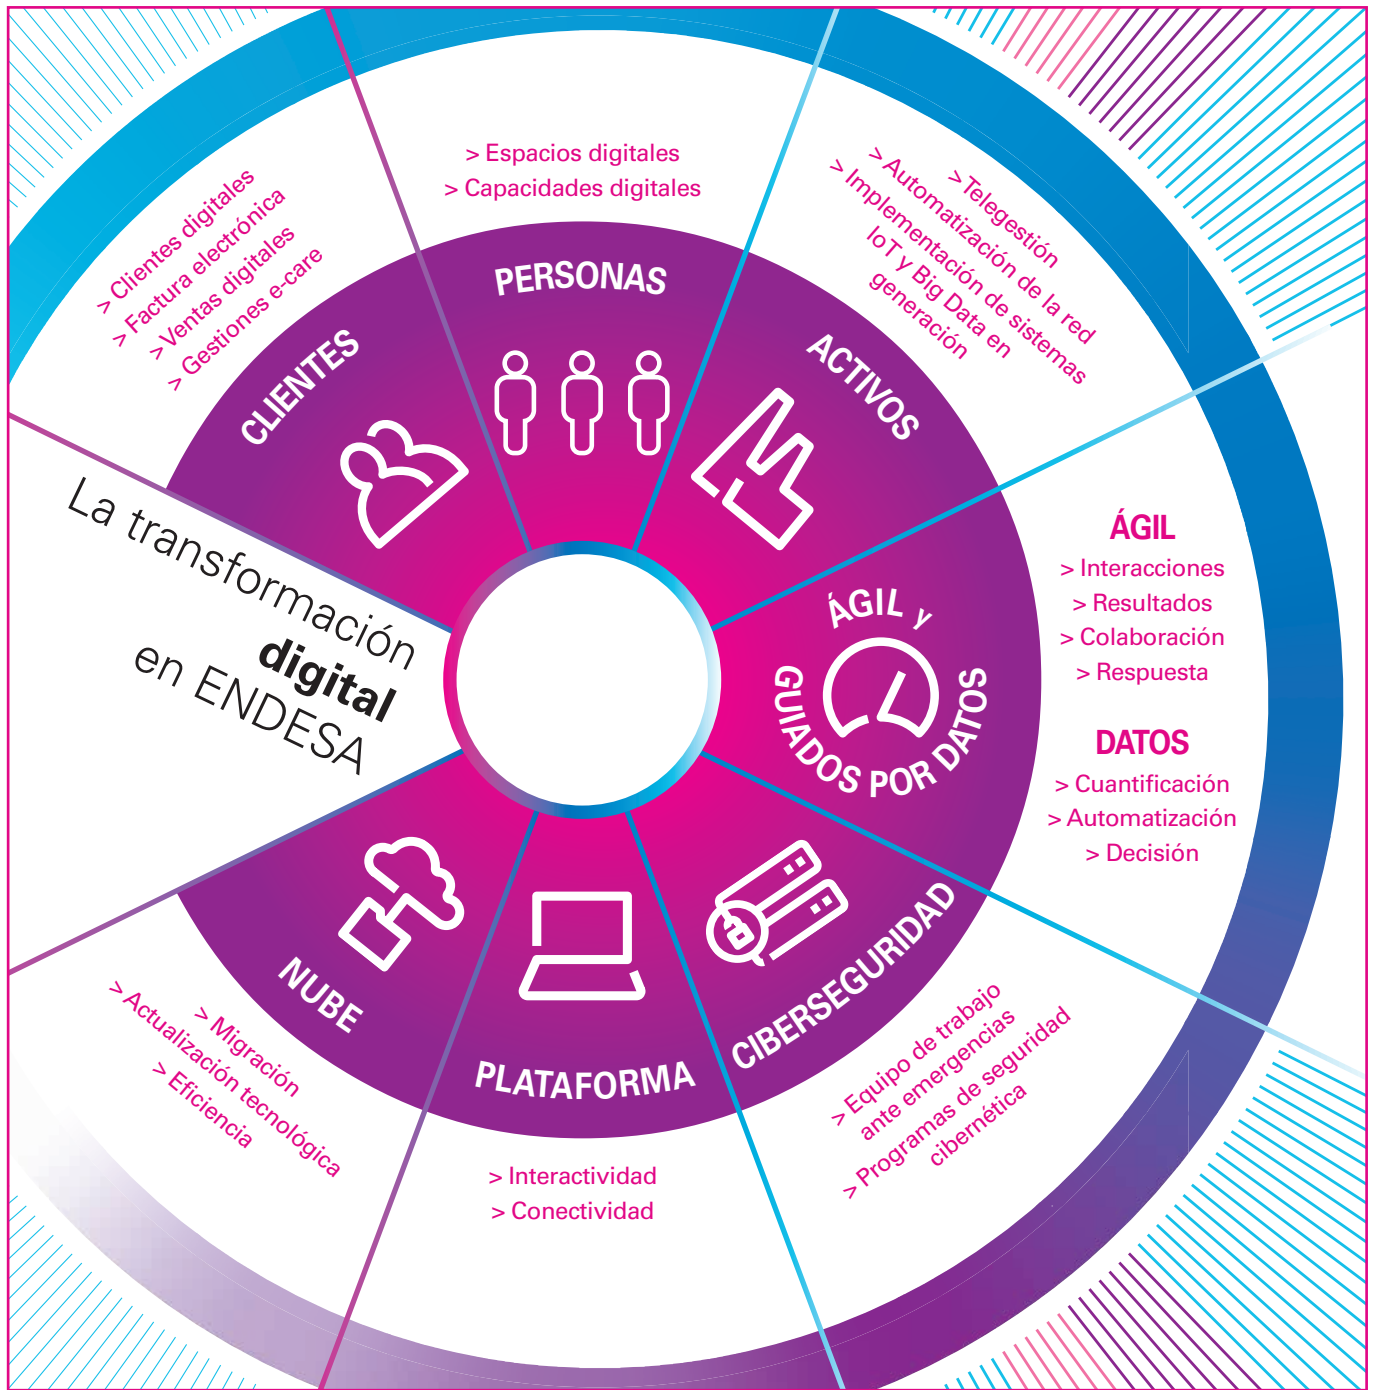 La transformación
digital
en ENDESA
CLIENTES
> Clientes digitales
> Factura electrónica
> Ventas digitales
> Gestiones e-care
PERSONAS
> Espacios digitales
> Capacidades digitales
ACTIVOS
> Telegestión
> Automatización de la red
> Implementación de sistemas
IoT y Big Data en
generación
ÁGIL y
GUIADOS POR DATOS
ÁGIL
> Interacciones
> Resultados
> Colaboración
> Respuesta
DATOS
> Cuantificación
> Automatización
> Decisión
CIBERSEGURIDAD
> Equipo de trabajo
ante emergencias
> Programas de seguridad
cibernética
PLATAFORMA
> Interactividad
> Conectividad
NUBE
> Migración
> Actualización tecnológica
> Eficiencia